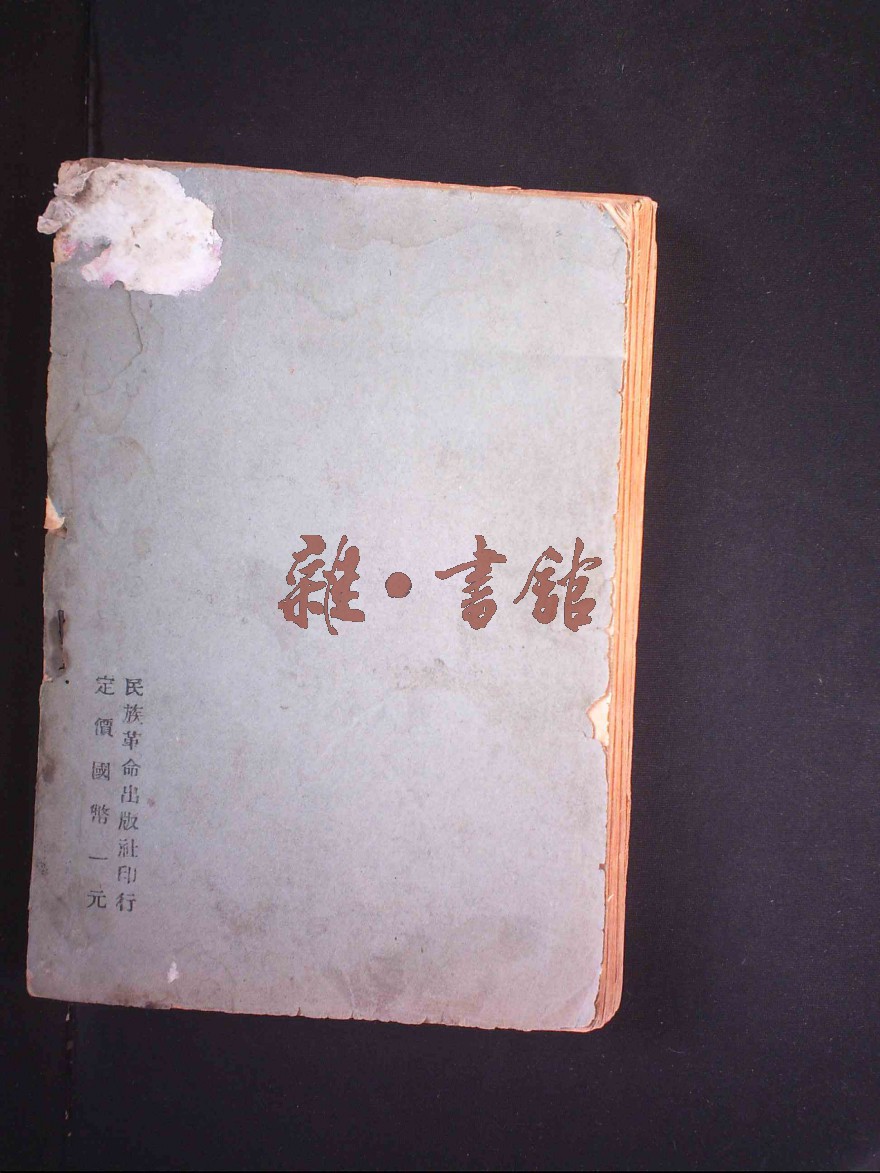 雜・書館
民族革命出版社印行
定價國幣一元